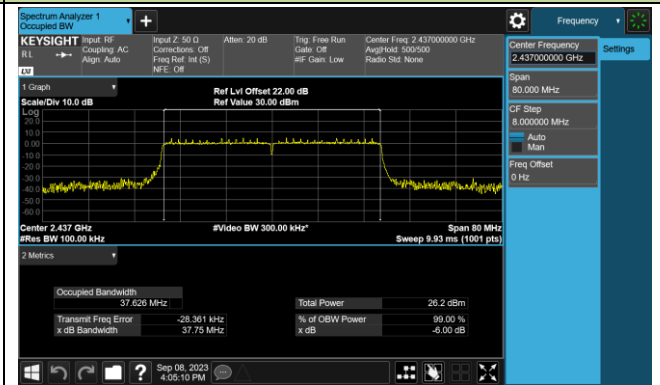 Spectrum Analyzer 1
Occupied BW
Frequency
KEYSIGHT
RL
LXI
Input: RF
Coupling: AC
Align: Auto
Input Z: 50 Ω
Corrections: Off
Freq Ref: Int (S)
NFE: Off
Atten: 20 dB
Trig: Free Run
Gate: Off
#IF Gain: Low
Center Freq: 2.437000000 GHz
Avg|Hold: 500/500
Radio Std: None
Center Frequency
2.437000000 GHz
Settings
Span
80.000 MHz
CF Step
8.000000 MHz
Auto
Man
Freq Offset
0 Hz
1 Graph
Scale/Div 10.0 dB
Ref Lvl Offset 22.00 dB
Ref Value 30.00 dBm
Log
20.0
10.0
0.00
-10.0
-20.0
-30.0
-40.0
-50.0
-60.0
Center 2.437 GHz
#Video BW 300.00 kHz*
Span 80 MHz
#Res BW 100.00 kHz
Sweep 9.93 ms (1001 pts)
2 Metrics
Occupied Bandwidth
37.626 MHz
Total Power 26.2 dBm
Transmit Freq Error -28.361 kHz
% of OBW Power 99.00 %
x dB Bandwidth 37.75 MHz
x dB -6.00 dB
?
Sep 08, 2023
4:05:10 PM